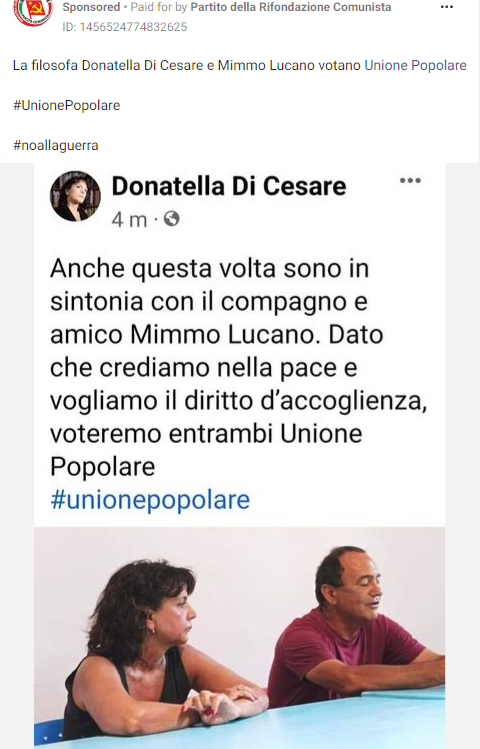 Sponsored • Paid for by Partito della Rifondazione Comunista
ID: 1456524774832625
La filosofa Donatella Di Cesare e Mimmo Lucano votano Unione Popolare
#UnionePopolare
#noallaguerra
Donatella Di Cesare
4 m ·
Anche questa volta sono in
sintonia con il compagno e
amico Mimmo Lucano. Dato
che crediamo nella pace e
vogliamo il diritto d'accoglienza,
voteremo entrambi Unione
Popolare
#unionepopolare